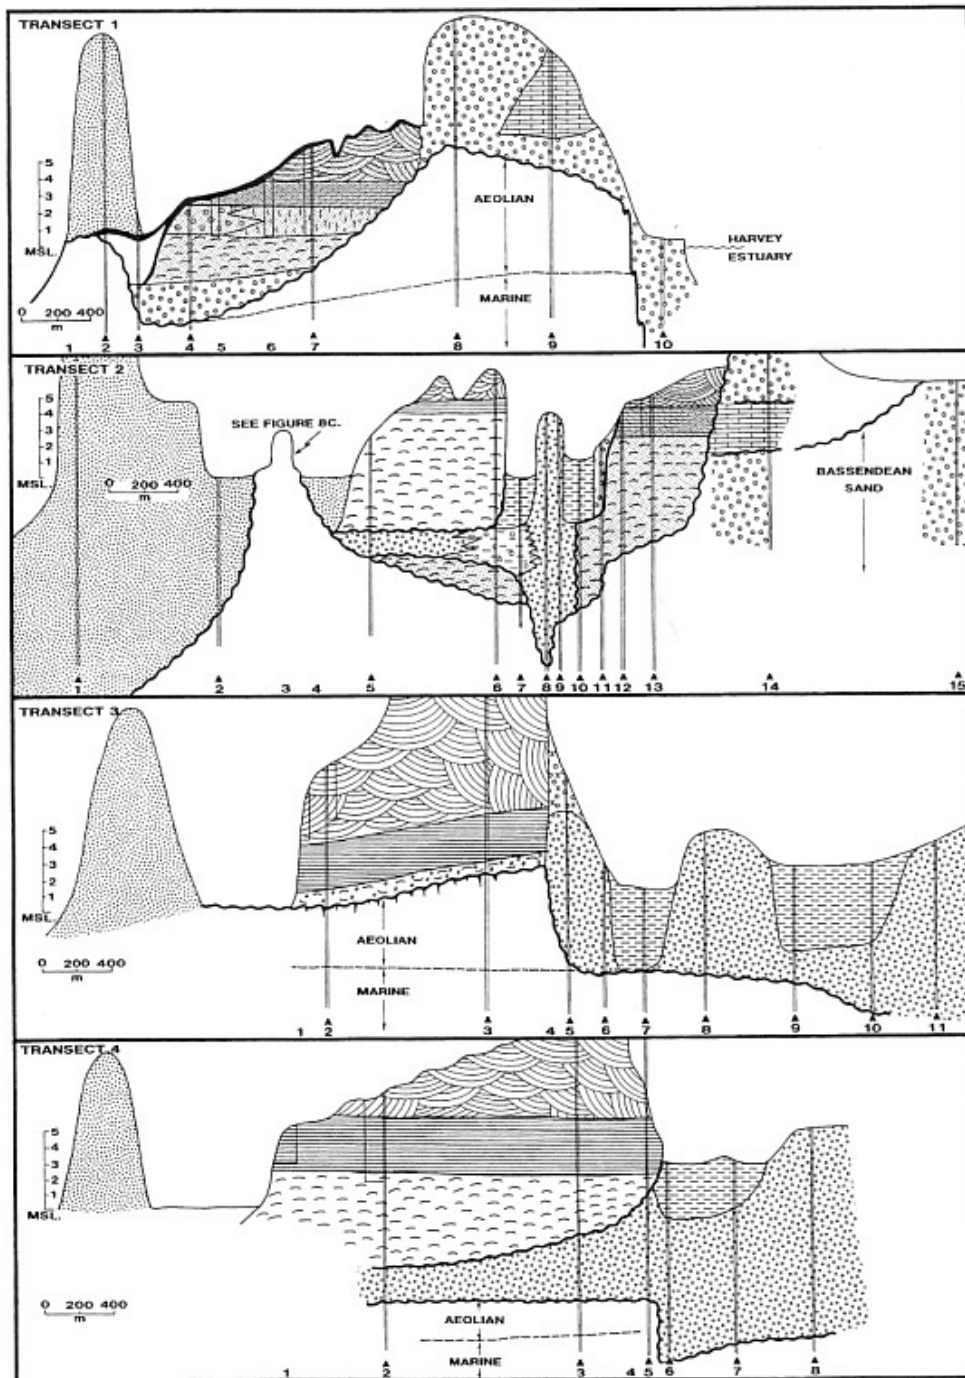 TRANSECT 1
5
4
3
2
1
MSL.
AEOLIAN
MARINE
HARVEY
ESTUARY
0 200 400
m
1 2 3 4 5 6 7 8 9 10
TRANSECT 2
SEE FIGURE 8C.
5
4
3
2
1
MSL.
0 200 400
m
BASSENDEAN
SAND
1 2 3 4 5 6 7 8 9 10 11 12 13 14 15
TRANSECT 3
5
4
3
2
1
MSL.
AEOLIAN
MARINE
0 200 400
m
1 2 3 4 5 6 7 8 9 10 11
TRANSECT 4
5
4
3
2
1
MSL.
0 200 400
m
AEOLIAN
MARINE
1 2 3 4 5 6 7 8